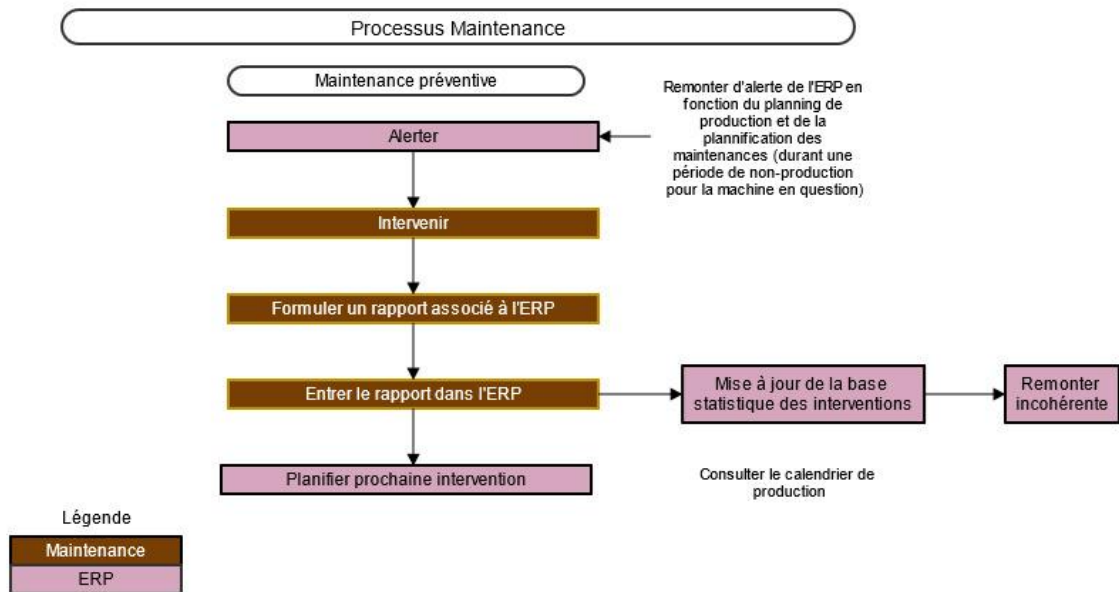 Processus Maintenance
Maintenance préventive
Remonter d'alerte de l'ERP en
fonction du planning de
production et de la
plannification des
maintenances (durant une
période de non-production
pour la machine en question)
Alerter
Intervenir
Formuler un rapport associé à l'ERP
Entrer le rapport dans l'ERP
Mise à jour de la base
statistique des interventions
Remonter
incohérente
Planifier prochaine intervention
Consulter le calendrier de
production
Légende
Maintenance
ERP